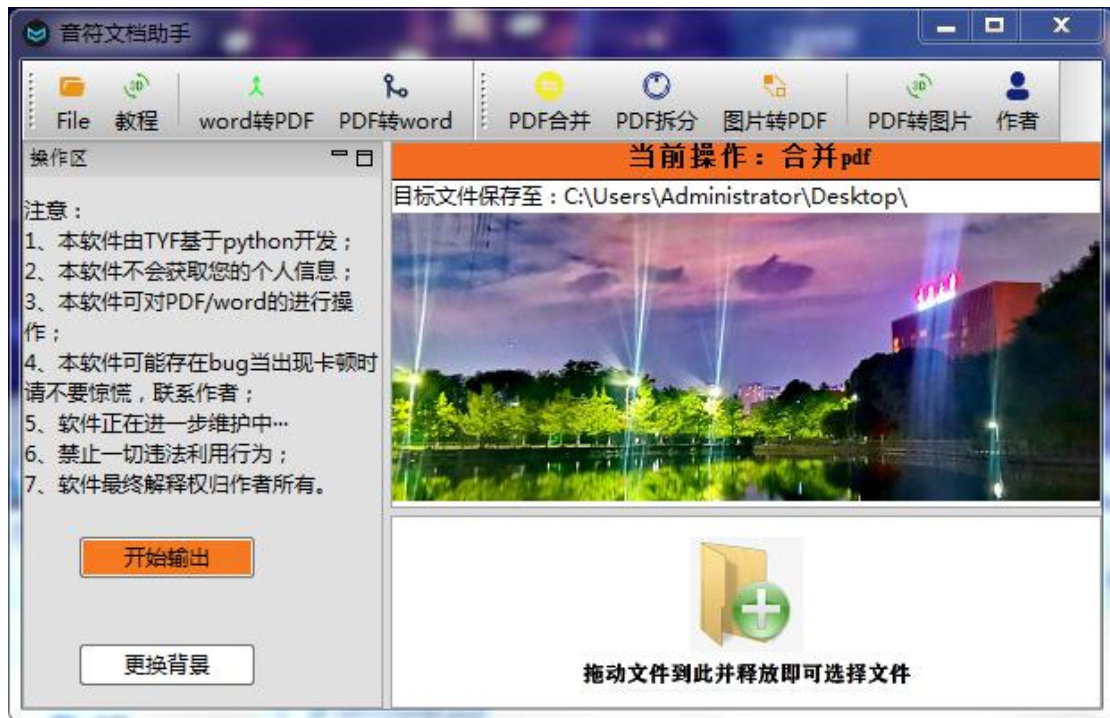 音符文档助手
File 教程 word转PDF PDF转word PDF合并 PDF拆分 图片转PDF PDF转图片 作者
操作区
当前操作：合并pdf
目标文件保存至：C:\Users\Administrator\Desktop\
注意：
1、本软件由TYF基于python开发；
2、本软件不会获取您的个人信息；
3、本软件可对PDF/word的进行操
作；
4、本软件可能存在bug当出现卡顿时
请不要惊慌，联系作者；
5、软件正在进一步维护中…
6、禁止一切违法利用行为；
7、软件最终解释权归作者所有。
开始输出
更换背景
拖动文件到此并释放即可选择文件